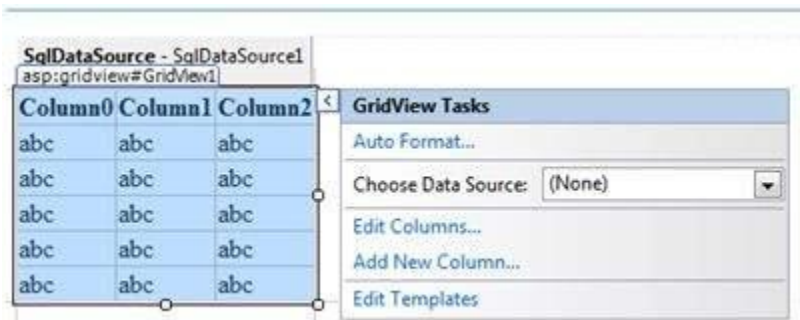 SqlDataSource - SqlDataSource1
asp:gridview#GridView1
Column0 Column1 Column2
abc abc abc
abc abc abc
abc abc abc
abc abc abc
abc abc abc
GridView Tasks
Auto Format...
Choose Data Source: (None)
Edit Columns...
Add New Column...
Edit Templates